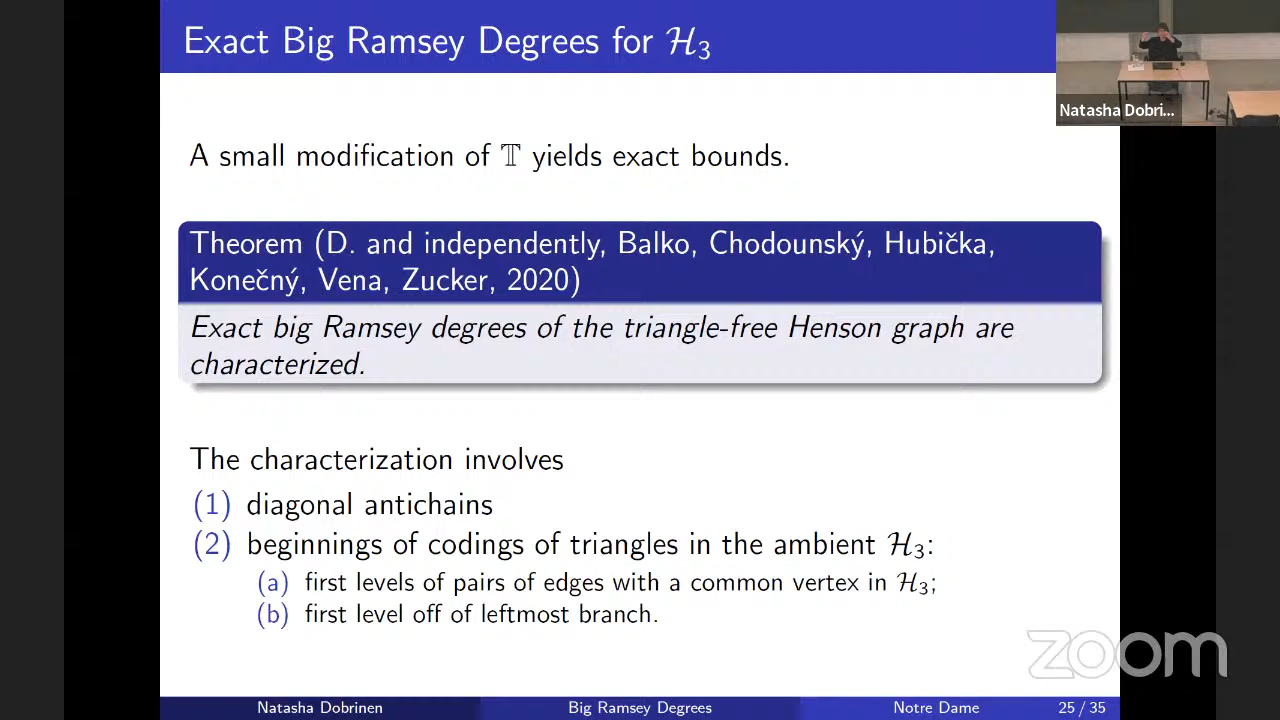 Exact Big Ramsey Degrees for ℋ₃
Natasha Dobri...
A small modification of 𝕋 yields exact bounds.
Theorem (D. and independently, Balko, Chodounský, Hubička,
Konečný, Vena, Zucker, 2020)
Exact big Ramsey degrees of the triangle-free Henson graph are
characterized.
The characterization involves
(1) diagonal antichains
(2) beginnings of codings of triangles in the ambient ℋ₃:
(a) first levels of pairs of edges with a common vertex in ℋ₃;
(b) first level off of leftmost branch.
zoom
Natasha Dobrinen Big Ramsey Degrees Notre Dame 25 / 35